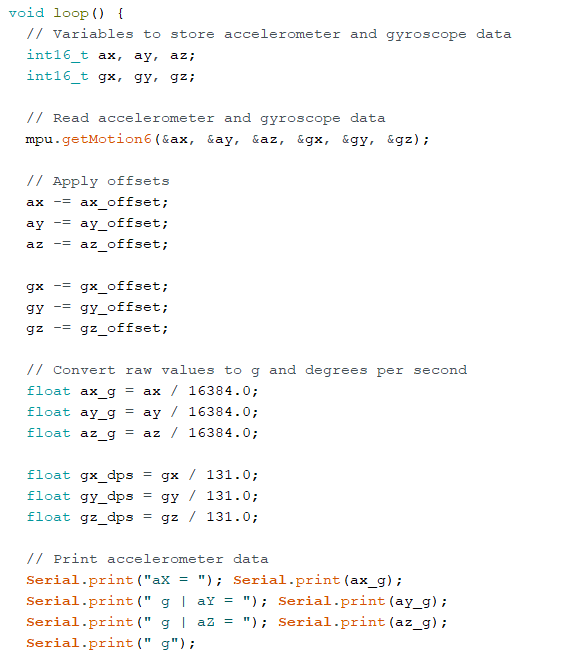 void loop() {
  // Variables to store accelerometer and gyroscope data
  int16_t ax, ay, az;
  int16_t gx, gy, gz;

  // Read accelerometer and gyroscope data
  mpu.getMotion6(&ax, &ay, &az, &gx, &gy, &gz);

  // Apply offsets
  ax -= ax_offset;
  ay -= ay_offset;
  az -= az_offset;

  gx -= gx_offset;
  gy -= gy_offset;
  gz -= gz_offset;

  // Convert raw values to g and degrees per second
  float ax_g = ax / 16384.0;
  float ay_g = ay / 16384.0;
  float az_g = az / 16384.0;

  float gx_dps = gx / 131.0;
  float gy_dps = gy / 131.0;
  float gz_dps = gz / 131.0;

  // Print accelerometer data
  Serial.print("aX = "); Serial.print(ax_g);
  Serial.print(" g | aY = "); Serial.print(ay_g);
  Serial.print(" g | aZ = "); Serial.print(az_g);
  Serial.print(" g");